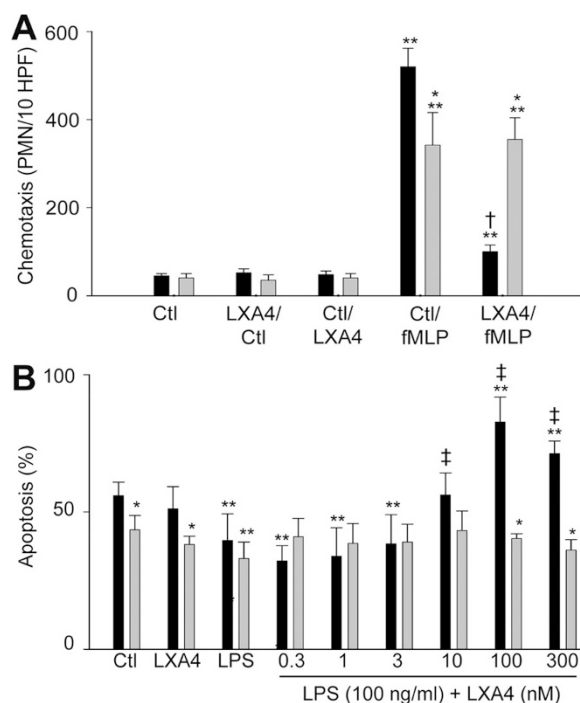 A
Chemotaxis (PMN/10 HPF)
600
400
200
0
**
*
**
†
**
*
**
Ctl
LXA4/
Ctl
Ctl/
LXA4
Ctl/
fMLP
LXA4/
fMLP
B
Apoptosis (%)
100
50
0
*
*
**
**
**
**
**
‡
‡
**
*
‡
**
*
Ctl
LXA4
LPS
0.3
1
3
10
100
300
LPS (100 ng/ml) + LXA4 (nM)